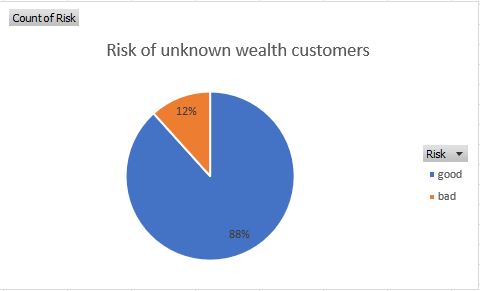 Count of Risk
Risk of unknown wealth customers
12%
88%
Risk
good
bad